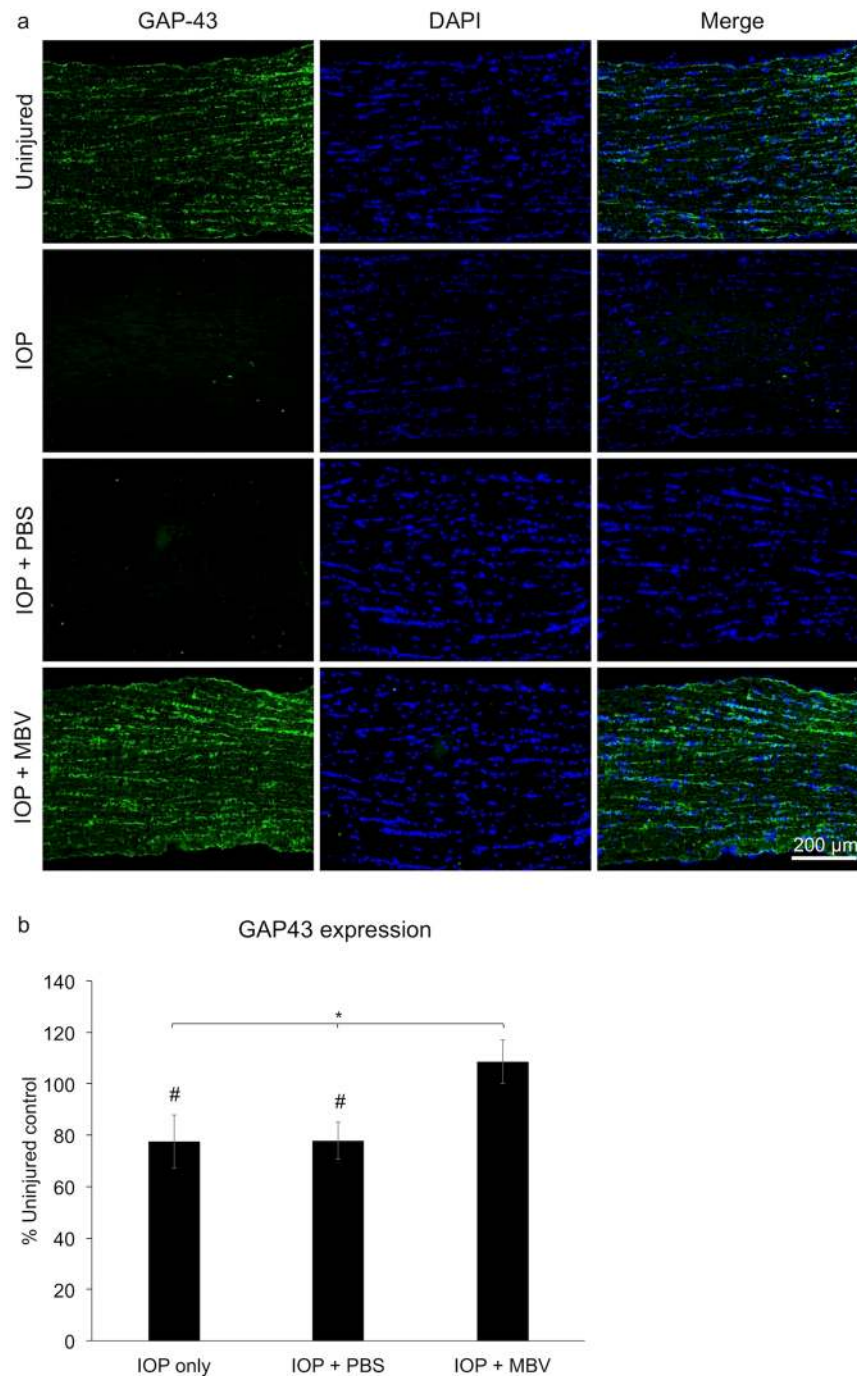 a
GAP-43 DAPI Merge
Uninjured
IOP
IOP + PBS
IOP + MBV
200 µm
b
GAP43 expression
% Uninjured control
140
120
100
80
60
40
20
0
*
# #
IOP only IOP + PBS IOP + MBV